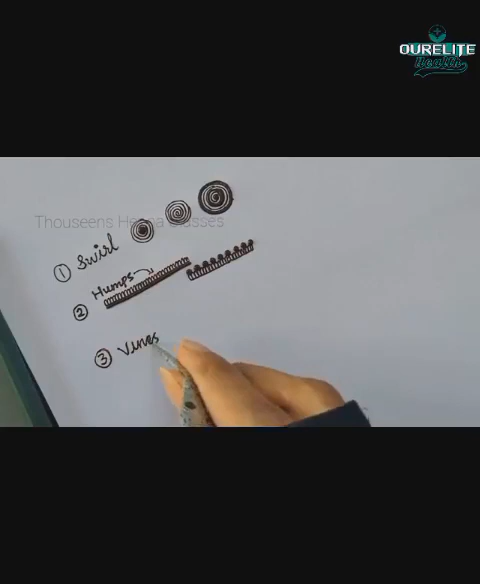 OURELITE
Health
Thouseens Henna Classes
① Swirl
② Humps
③ Vines